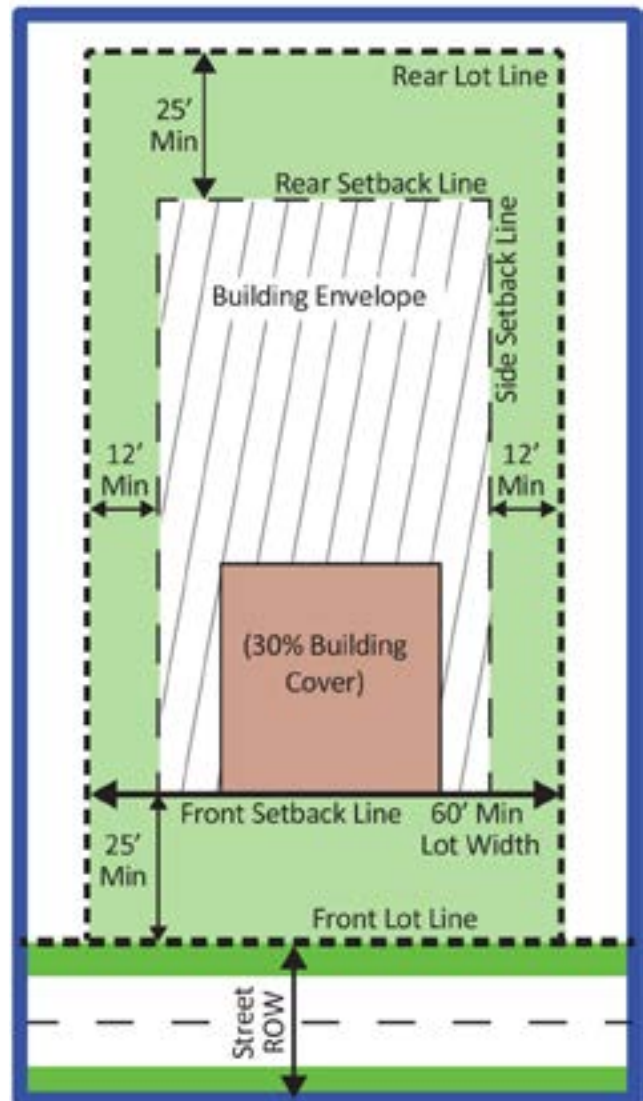 Rear Lot Line
25’
Min
Rear Setback Line
Side Setback Line
Building Envelope
12’
Min
12’
Min
(30% Building
Cover)
Front Setback Line
60’ Min
Lot Width
25’
Min
Front Lot Line
Street
ROW